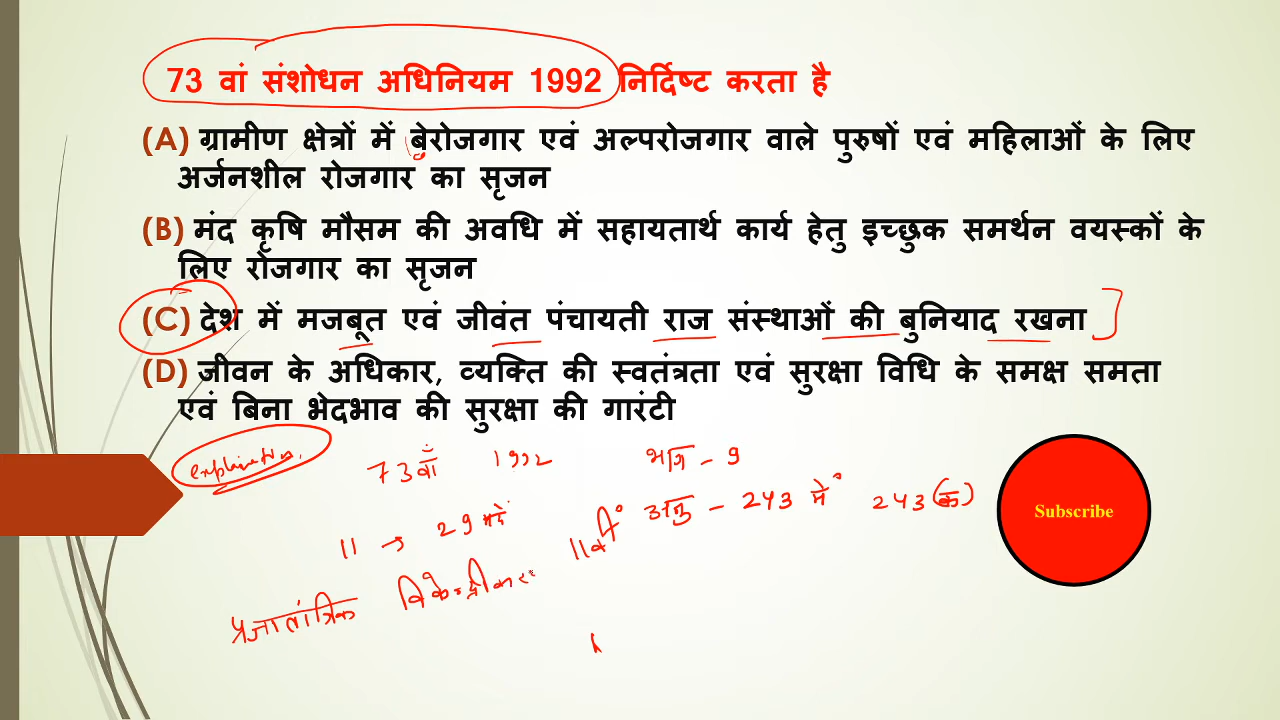 73 वां संशोधन अधिनियम 1992 निर्दिष्ट करता है
(A) ग्रामीण क्षेत्रों में बेरोजगार एवं अल्परोजगार वाले पुरुषों एवं महिलाओं के लिए
अर्जनशील रोजगार का सृजन
(B) मंद कृषि मौसम की अवधि में सहायतार्थ कार्य हेतु इच्छुक समर्थन वयस्कों के
लिए रोजगार का सृजन
(C) देश में मजबूत एवं जीवंत पंचायती राज संस्थाओं की बुनियाद रखना
(D) जीवन के अधिकार, व्यक्ति की स्वतंत्रता एवं सुरक्षा विधि के समक्ष समता
एवं बिना भेदभाव की सुरक्षा की गारंटी
explanation.
73 वाँ 1992 - 9
11 → 29 11वीं अनु - 243 में 243(क)
प्रजातांत्रिक
Subscribe